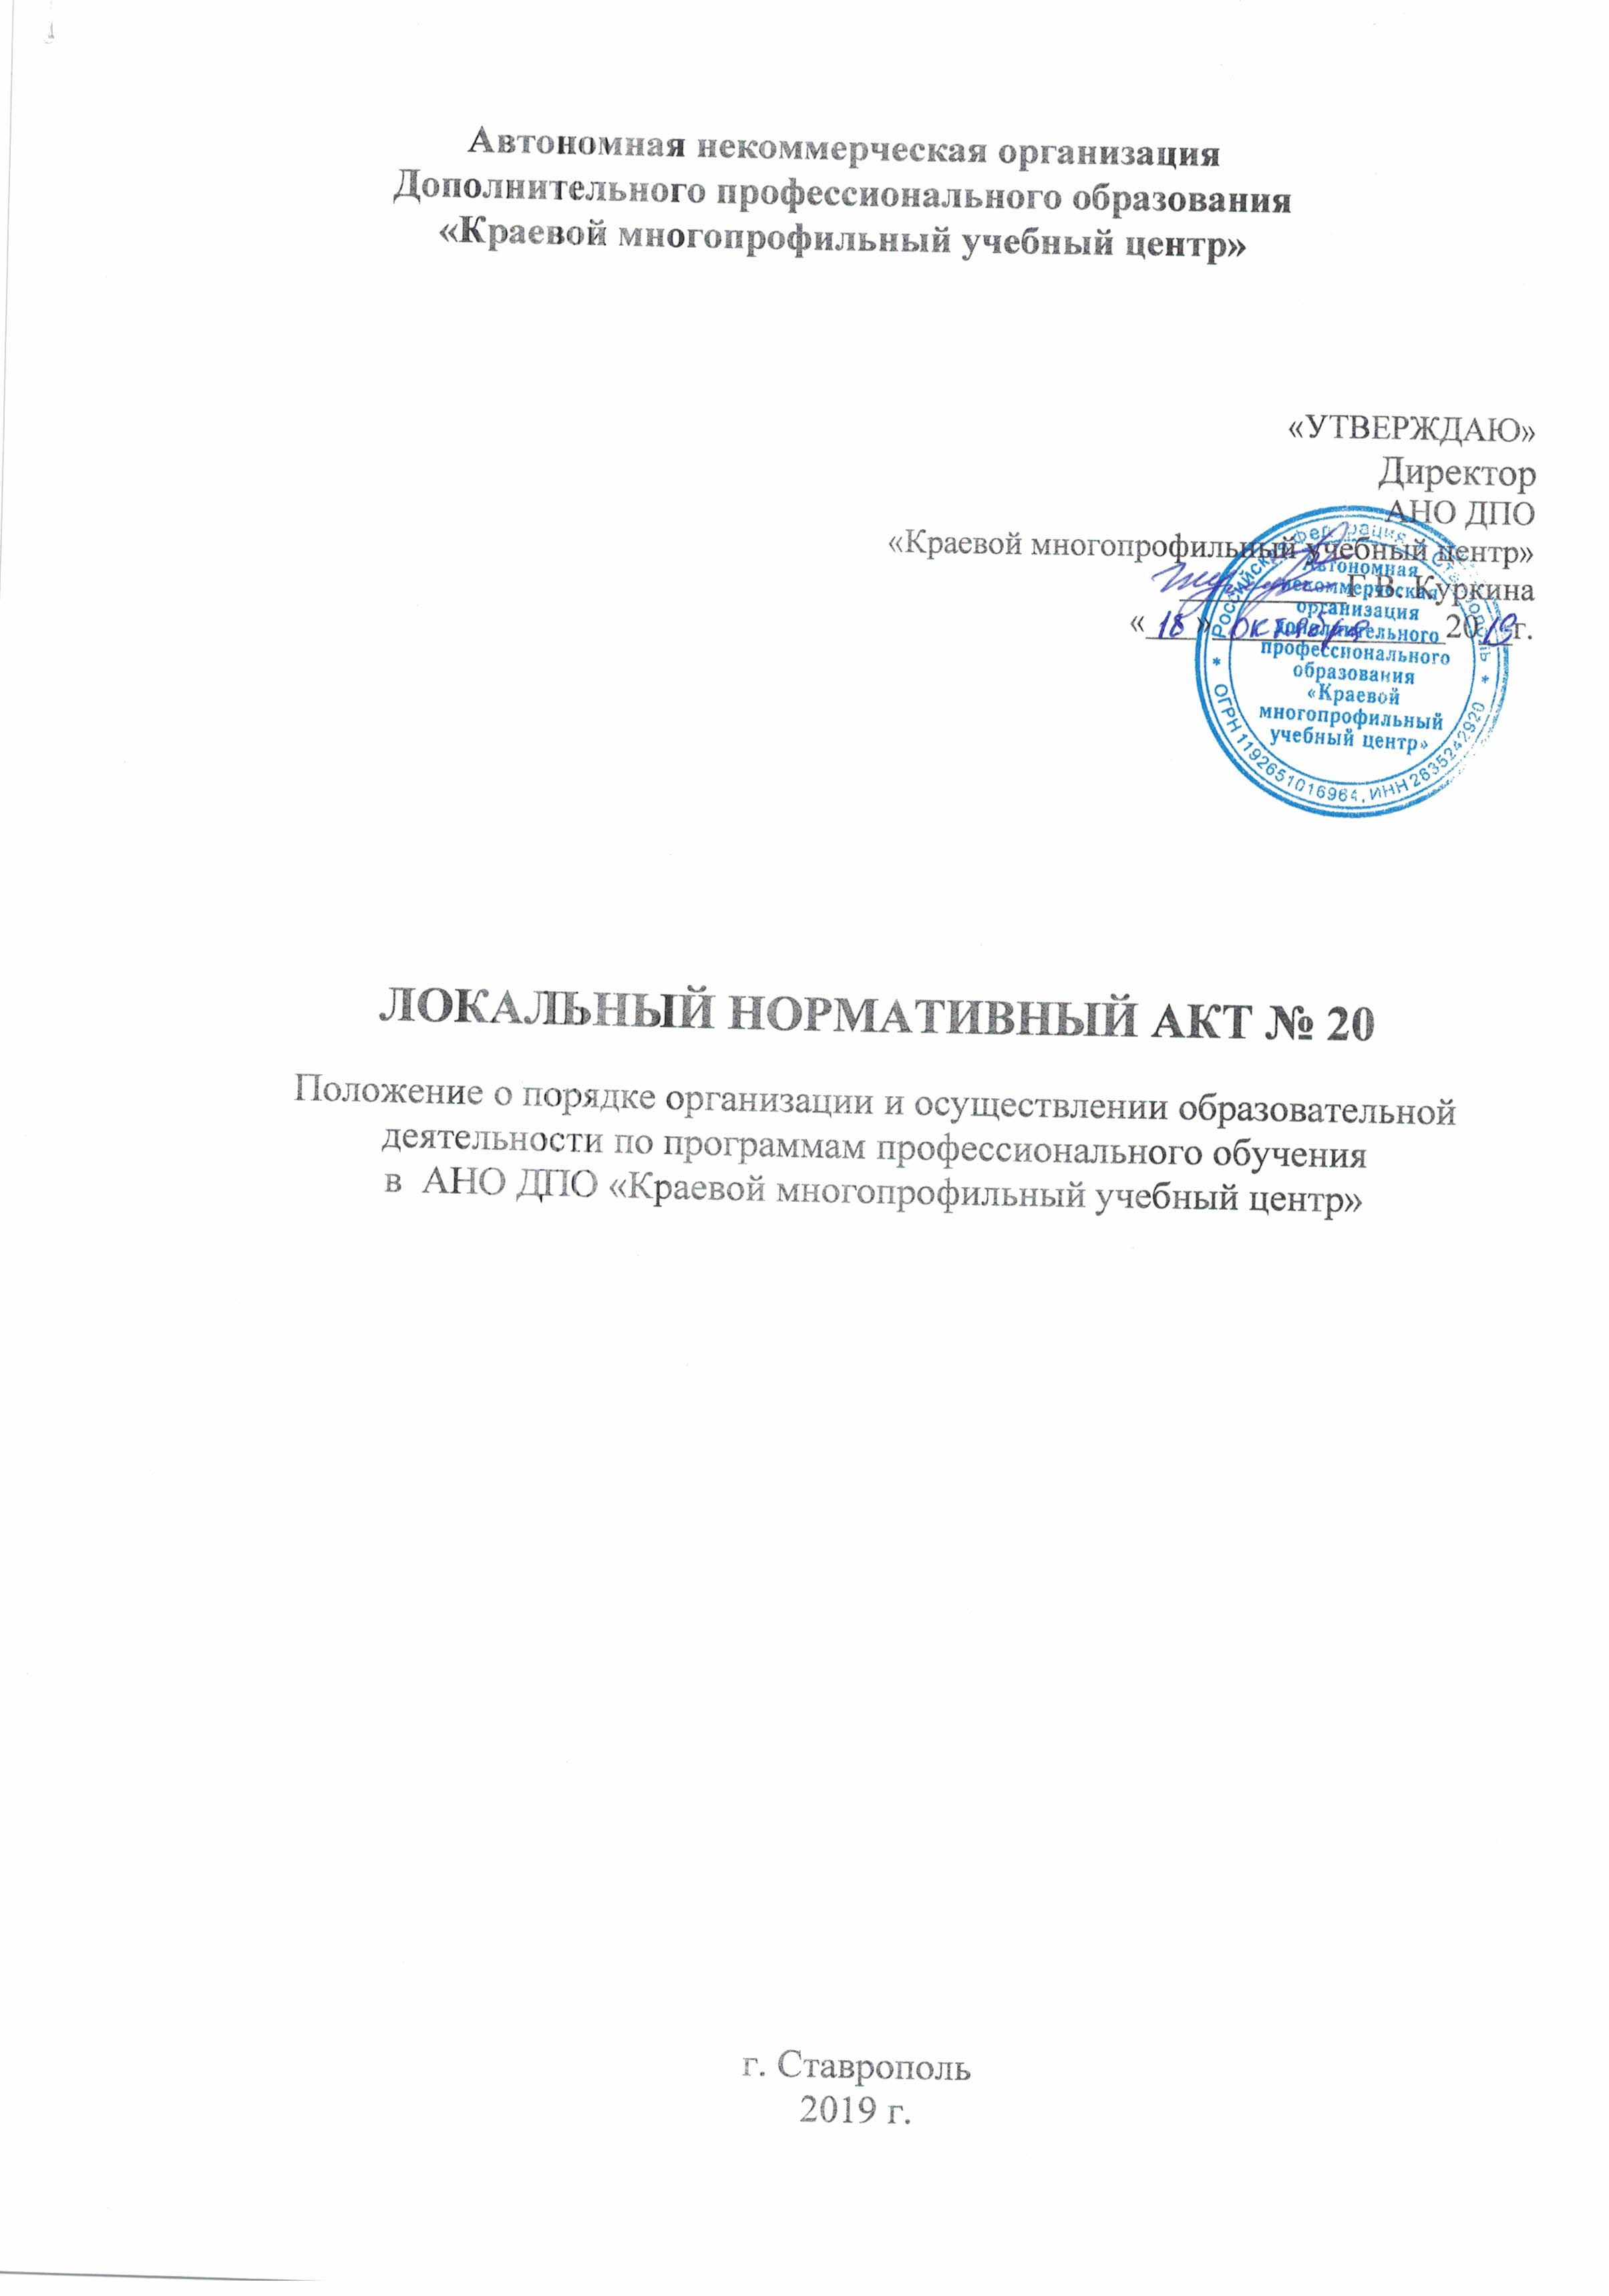 Автономная некоммерческая организация
Дополнительного профессионального образования
«Краевой многопрофильный учебный центр»
«УТВЕРЖДАЮ»
Директор
АНО ДПО
«Краевой многопрофильный учебный центр»
____________Г.В. Куркина
«18» октября 2019г.
Российская Федерация * г. Ставрополь *
Автономная
некоммерческая
организация
дополнительного
профессионального
образования
«Краевой
многопрофильный
учебный центр»
* ОГРН 1192651016964, ИНН 2635242920
ЛОКАЛЬНЫЙ НОРМАТИВНЫЙ АКТ № 20
Положение о порядке организации и осуществлении образовательной
деятельности по программам профессионального обучения
в АНО ДПО «Краевой многопрофильный учебный центр»
г. Ставрополь
2019 г.